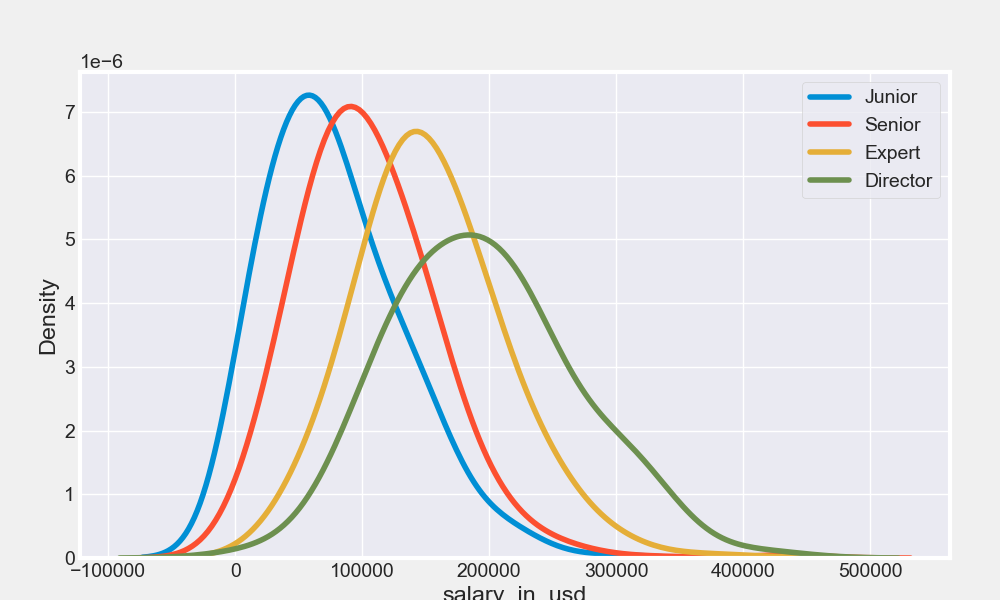 1e−6
7
6
5
4
3
2
1
0
Density
−100000 0 100000 200000 300000 400000 500000
salary_in_usd
Junior
Senior
Expert
Director